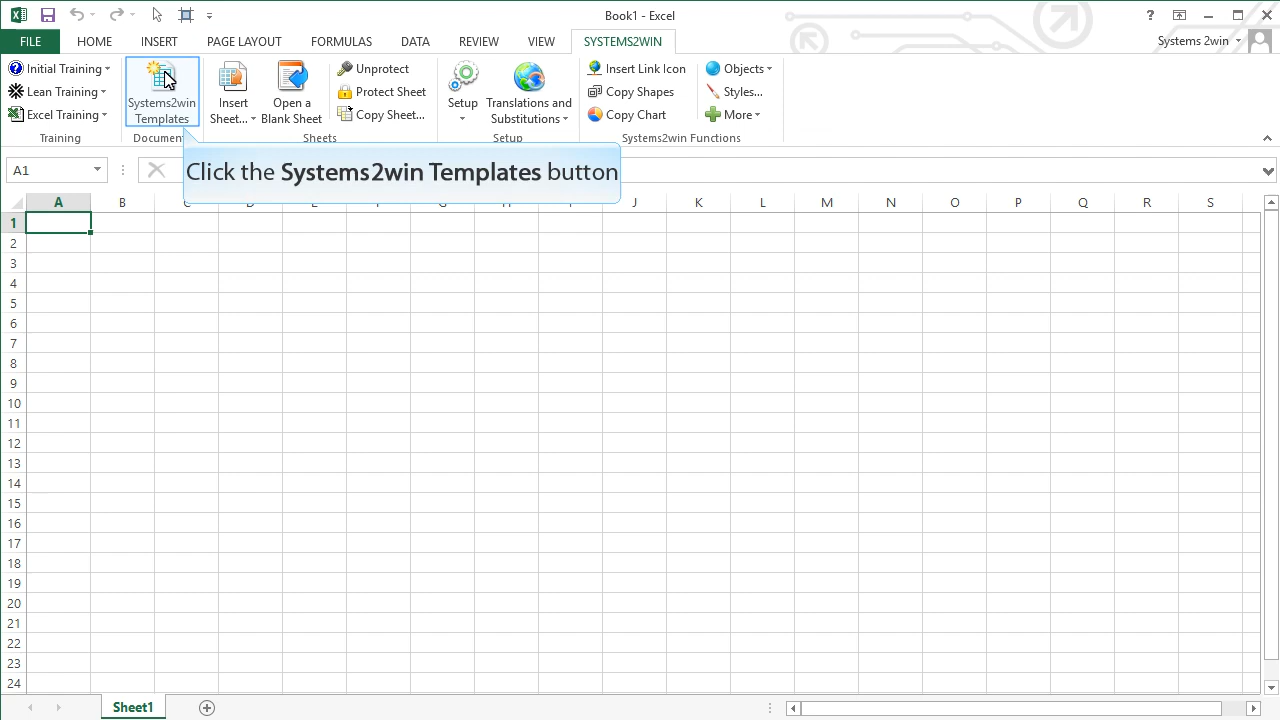 Book1 - Excel
?
FILE HOME INSERT PAGE LAYOUT FORMULAS DATA REVIEW VIEW SYSTEMS2WIN Systems 2win
Initial Training
Lean Training
Excel Training
Training
Systems2win
Templates
Insert
Sheet...
Open a
Blank Sheet
Unprotect
Protect Sheet
Copy Sheet...
Sheets
Setup
Translations and
Substitutions
Setup
Insert Link Icon
Copy Shapes
Copy Chart
Objects
Styles...
More
Systems2win Functions
Click the Systems2win Templates button
A1
A B J K L M N O P Q R S
1
2
3
4
5
6
7
8
9
10
11
12
13
14
15
16
17
18
19
20
21
22
23
24
Sheet1